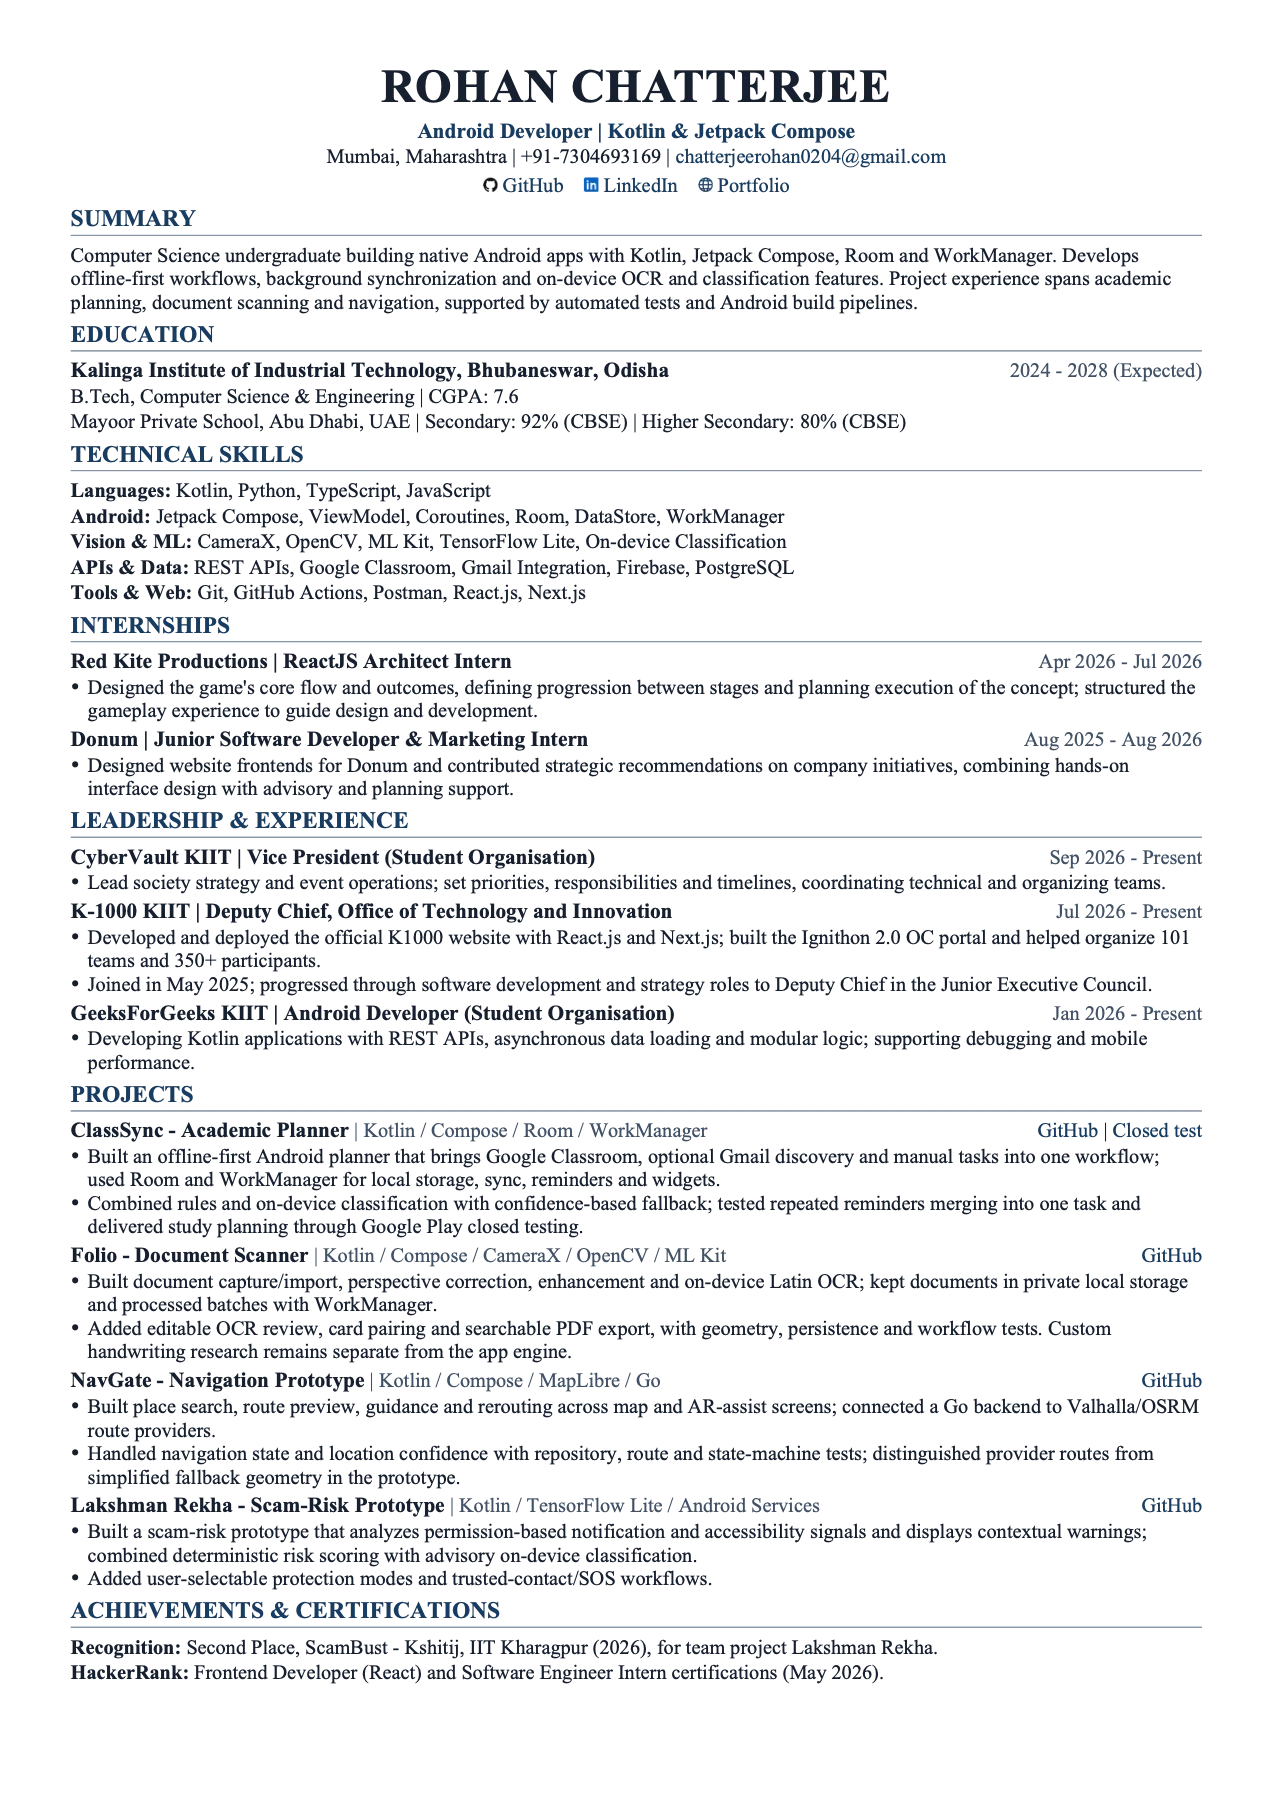 ROHAN CHATTERJEE
Android Developer | Kotlin & Jetpack Compose
Mumbai, Maharashtra | +91-7304693169 | chatterjeerohan0204@gmail.com
GitHub LinkedIn Portfolio
SUMMARY
Computer Science undergraduate building native Android apps with Kotlin, Jetpack Compose, Room and WorkManager. Develops
offline-first workflows, background synchronization and on-device OCR and classification features. Project experience spans academic
planning, document scanning and navigation, supported by automated tests and Android build pipelines.
EDUCATION
Kalinga Institute of Industrial Technology, Bhubaneswar, Odisha 2024 - 2028 (Expected)
B.Tech, Computer Science & Engineering | CGPA: 7.6
Mayoor Private School, Abu Dhabi, UAE | Secondary: 92% (CBSE) | Higher Secondary: 80% (CBSE)
TECHNICAL SKILLS
Languages: Kotlin, Python, TypeScript, JavaScript
Android: Jetpack Compose, ViewModel, Coroutines, Room, DataStore, WorkManager
Vision & ML: CameraX, OpenCV, ML Kit, TensorFlow Lite, On-device Classification
APIs & Data: REST APIs, Google Classroom, Gmail Integration, Firebase, PostgreSQL
Tools & Web: Git, GitHub Actions, Postman, React.js, Next.js
INTERNSHIPS
Red Kite Productions | ReactJS Architect Intern Apr 2026 - Jul 2026
• Designed the game's core flow and outcomes, defining progression between stages and planning execution of the concept; structured the
gameplay experience to guide design and development.
Donum | Junior Software Developer & Marketing Intern Aug 2025 - Aug 2026
• Designed website frontends for Donum and contributed strategic recommendations on company initiatives, combining hands-on
interface design with advisory and planning support.
LEADERSHIP & EXPERIENCE
CyberVault KIIT | Vice President (Student Organisation) Sep 2026 - Present
• Lead society strategy and event operations; set priorities, responsibilities and timelines, coordinating technical and organizing teams.
K-1000 KIIT | Deputy Chief, Office of Technology and Innovation Jul 2026 - Present
• Developed and deployed the official K1000 website with React.js and Next.js; built the Ignithon 2.0 OC portal and helped organize 101
teams and 350+ participants.
• Joined in May 2025; progressed through software development and strategy roles to Deputy Chief in the Junior Executive Council.
GeeksForGeeks KIIT | Android Developer (Student Organisation) Jan 2026 - Present
• Developing Kotlin applications with REST APIs, asynchronous data loading and modular logic; supporting debugging and mobile
performance.
PROJECTS
ClassSync - Academic Planner | Kotlin / Compose / Room / WorkManager GitHub | Closed test
• Built an offline-first Android planner that brings Google Classroom, optional Gmail discovery and manual tasks into one workflow;
used Room and WorkManager for local storage, sync, reminders and widgets.
• Combined rules and on-device classification with confidence-based fallback; tested repeated reminders merging into one task and
delivered study planning through Google Play closed testing.
Folio - Document Scanner | Kotlin / Compose / CameraX / OpenCV / ML Kit GitHub
• Built document capture/import, perspective correction, enhancement and on-device Latin OCR; kept documents in private local storage
and processed batches with WorkManager.
• Added editable OCR review, card pairing and searchable PDF export, with geometry, persistence and workflow tests. Custom
handwriting research remains separate from the app engine.
NavGate - Navigation Prototype | Kotlin / Compose / MapLibre / Go GitHub
• Built place search, route preview, guidance and rerouting across map and AR-assist screens; connected a Go backend to Valhalla/OSRM
route providers.
• Handled navigation state and location confidence with repository, route and state-machine tests; distinguished provider routes from
simplified fallback geometry in the prototype.
Lakshman Rekha - Scam-Risk Prototype | Kotlin / TensorFlow Lite / Android Services GitHub
• Built a scam-risk prototype that analyzes permission-based notification and accessibility signals and displays contextual warnings;
combined deterministic risk scoring with advisory on-device classification.
• Added user-selectable protection modes and trusted-contact/SOS workflows.
ACHIEVEMENTS & CERTIFICATIONS
Recognition: Second Place, ScamBust - Kshitij, IIT Kharagpur (2026), for team project Lakshman Rekha.
HackerRank: Frontend Developer (React) and Software Engineer Intern certifications (May 2026).